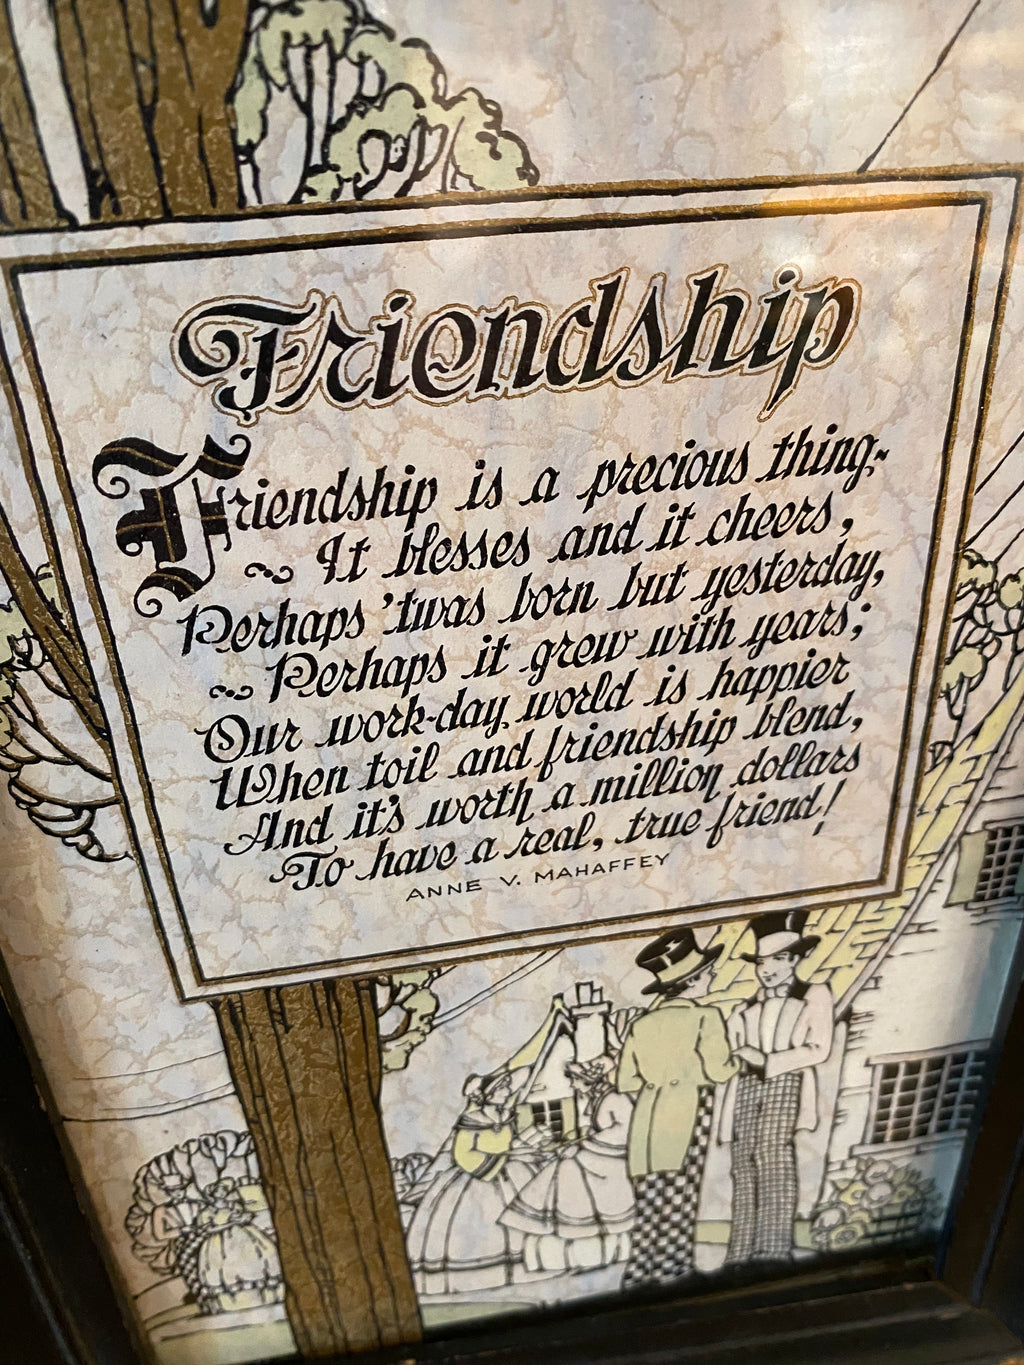 Friendship
Friendship is a precious thing~
It blesses and it cheers,
Perhaps 'twas born but yesterday,
Perhaps it grew with years;
Our work-day world is happier
When toil and friendship blend,
And it's worth a million dollars
To have a real, true friend!
ANNE V. MAHAFFEY